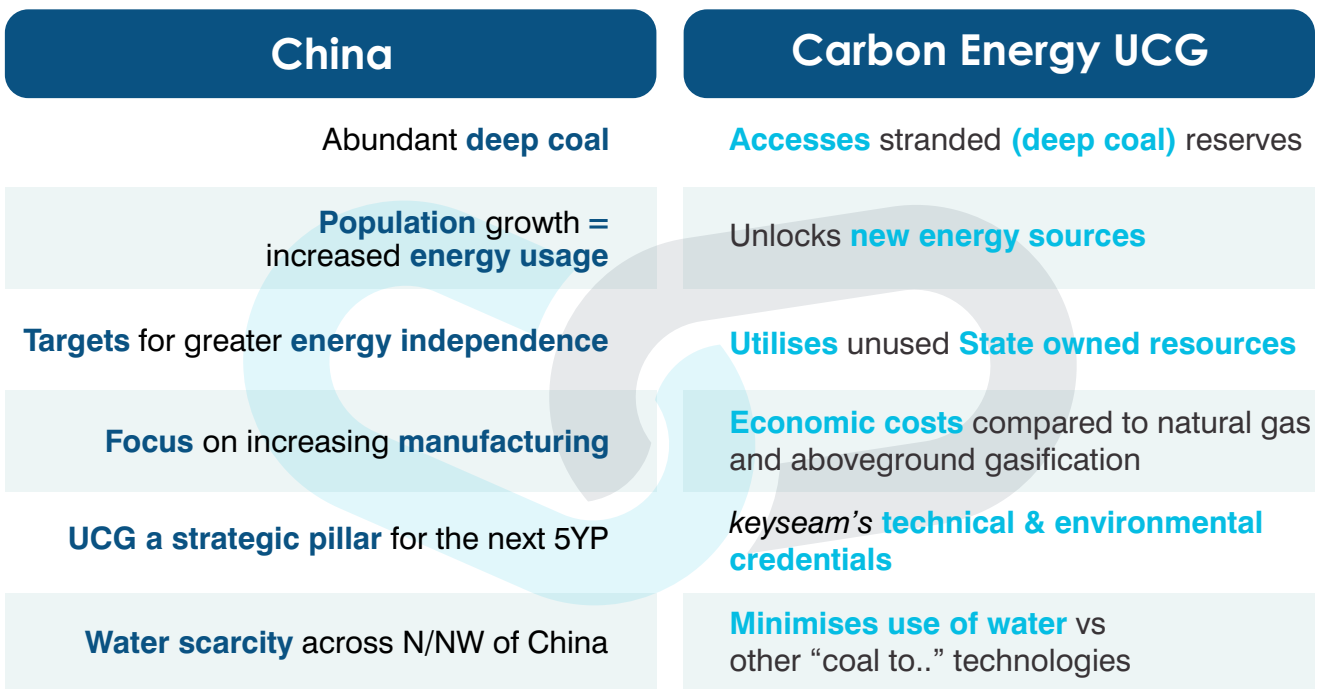 China
Carbon Energy UCG
Abundant deep coal
Accesses stranded (deep coal) reserves
Population growth =
increased energy usage
Unlocks new energy sources
Targets for greater energy independence
Utilises unused State owned resources
Focus on increasing manufacturing
Economic costs compared to natural gas
and aboveground gasification
UCG a strategic pillar for the next 5YP
keyseam's technical & environmental
credentials
Water scarcity across N/NW of China
Minimises use of water vs
other “coal to..” technologies